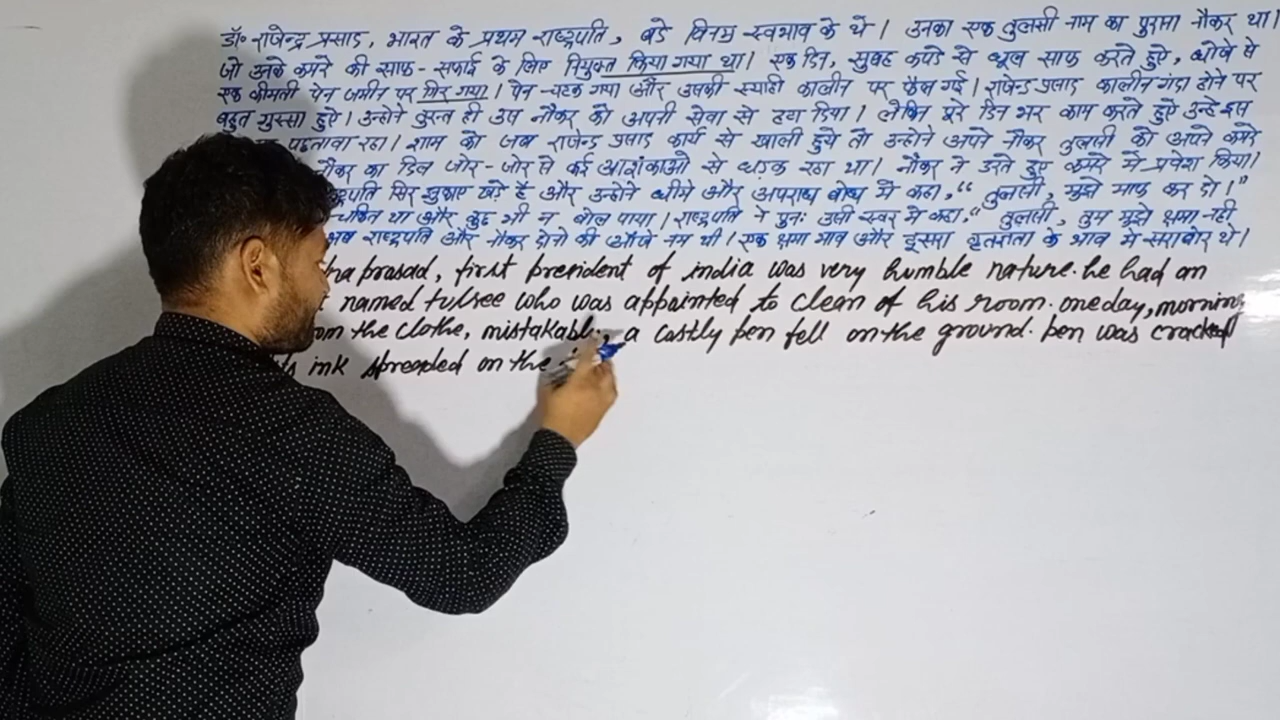 डॉ॰ राजेन्द्र प्रसाद, भारत के प्रथम राष्ट्रपति, बडे विनम्र स्वभाव के थे। उनका एक तुलसी नाम का पुराना नौकर था।
जो उनके कमरे की साफ-सफाई के लिए नियुक्त किया गया था। एक दिन, सुबह कपडे से धूल साफ करते हुए, धोखे से
एक कीमती पेन जमीन पर गिर गया। पेन चटक गया और उसकी स्याही कालीन पर फैल गई। राजेन्द्र प्रसाद कालीन गंदा होने पर
बहुत गुस्सा हुऐ। उन्होने तुरन्त ही उस नौकर को अपनी सेवा से हटा दिया। लेकिन पूरे दिन भर काम करते हुऐ उन्हे इस
पछतावा रहा। शाम को जब राजेन्द्र प्रसाद कार्य से खाली हुये तो उन्होने अपने नौकर तुलसी को अपने कमरे
नौकर का दिल जोर-जोर से कई आशंकाओ से धड़क रहा था। नौकर ने डरते हुए कमरे मे प्रवेश किया।
ष्ट्रपति सिर झुकाए खडे है और उन्होने धीमे और अपराध बोध मे कहा, "तुलसी, मुझे माफ कर दो।"
चकित था और कुछ भी न बोल पाया। राष्ट्रपति ने पुनः उसी स्वर मे कहा, "तुलसी, तुम मुझे क्षमा नही
अब राष्ट्रपति और नौकर दोनो की आँखे नम थी। एक क्षमा भाव और दूसरा कृतज्ञता के भाव मे सराबोर थे।
prasad, first president of india was very humble nature. he had an
named tulsee who was appainted to clean of his room. oneday, morning
the clothe, mistakably, a costly pen fell on the ground. pen was cracked
ink spreaded on the